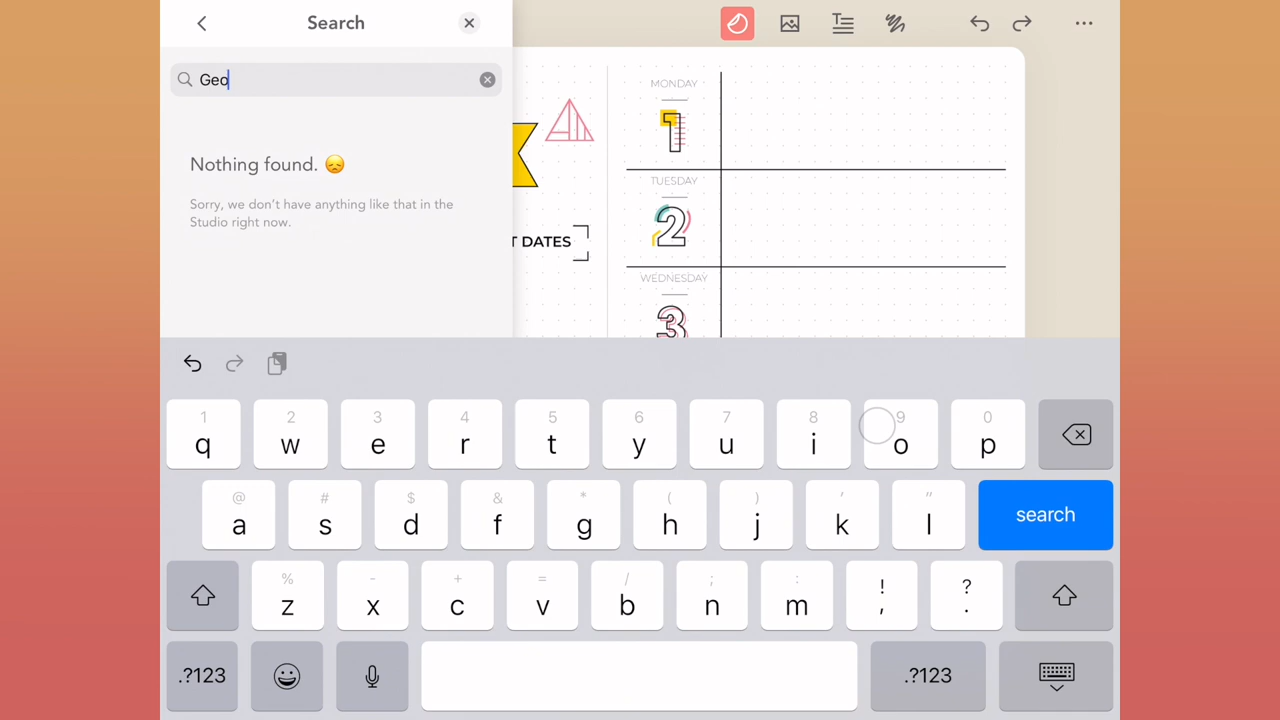 Search
Geo
Nothing found. 😞
Sorry, we don't have anything like that in the
Studio right now.
T DATES
MONDAY
1
TUESDAY
2
WEDNESDAY
3
1 2 3 4 5 6 7 8 9 0
q w e r t y u i o p
@ # $ & * ( ) ' "
a s d f g h j k l search
% - + = / ; : ! ?
z x c v b n m , .
.?123 .?123